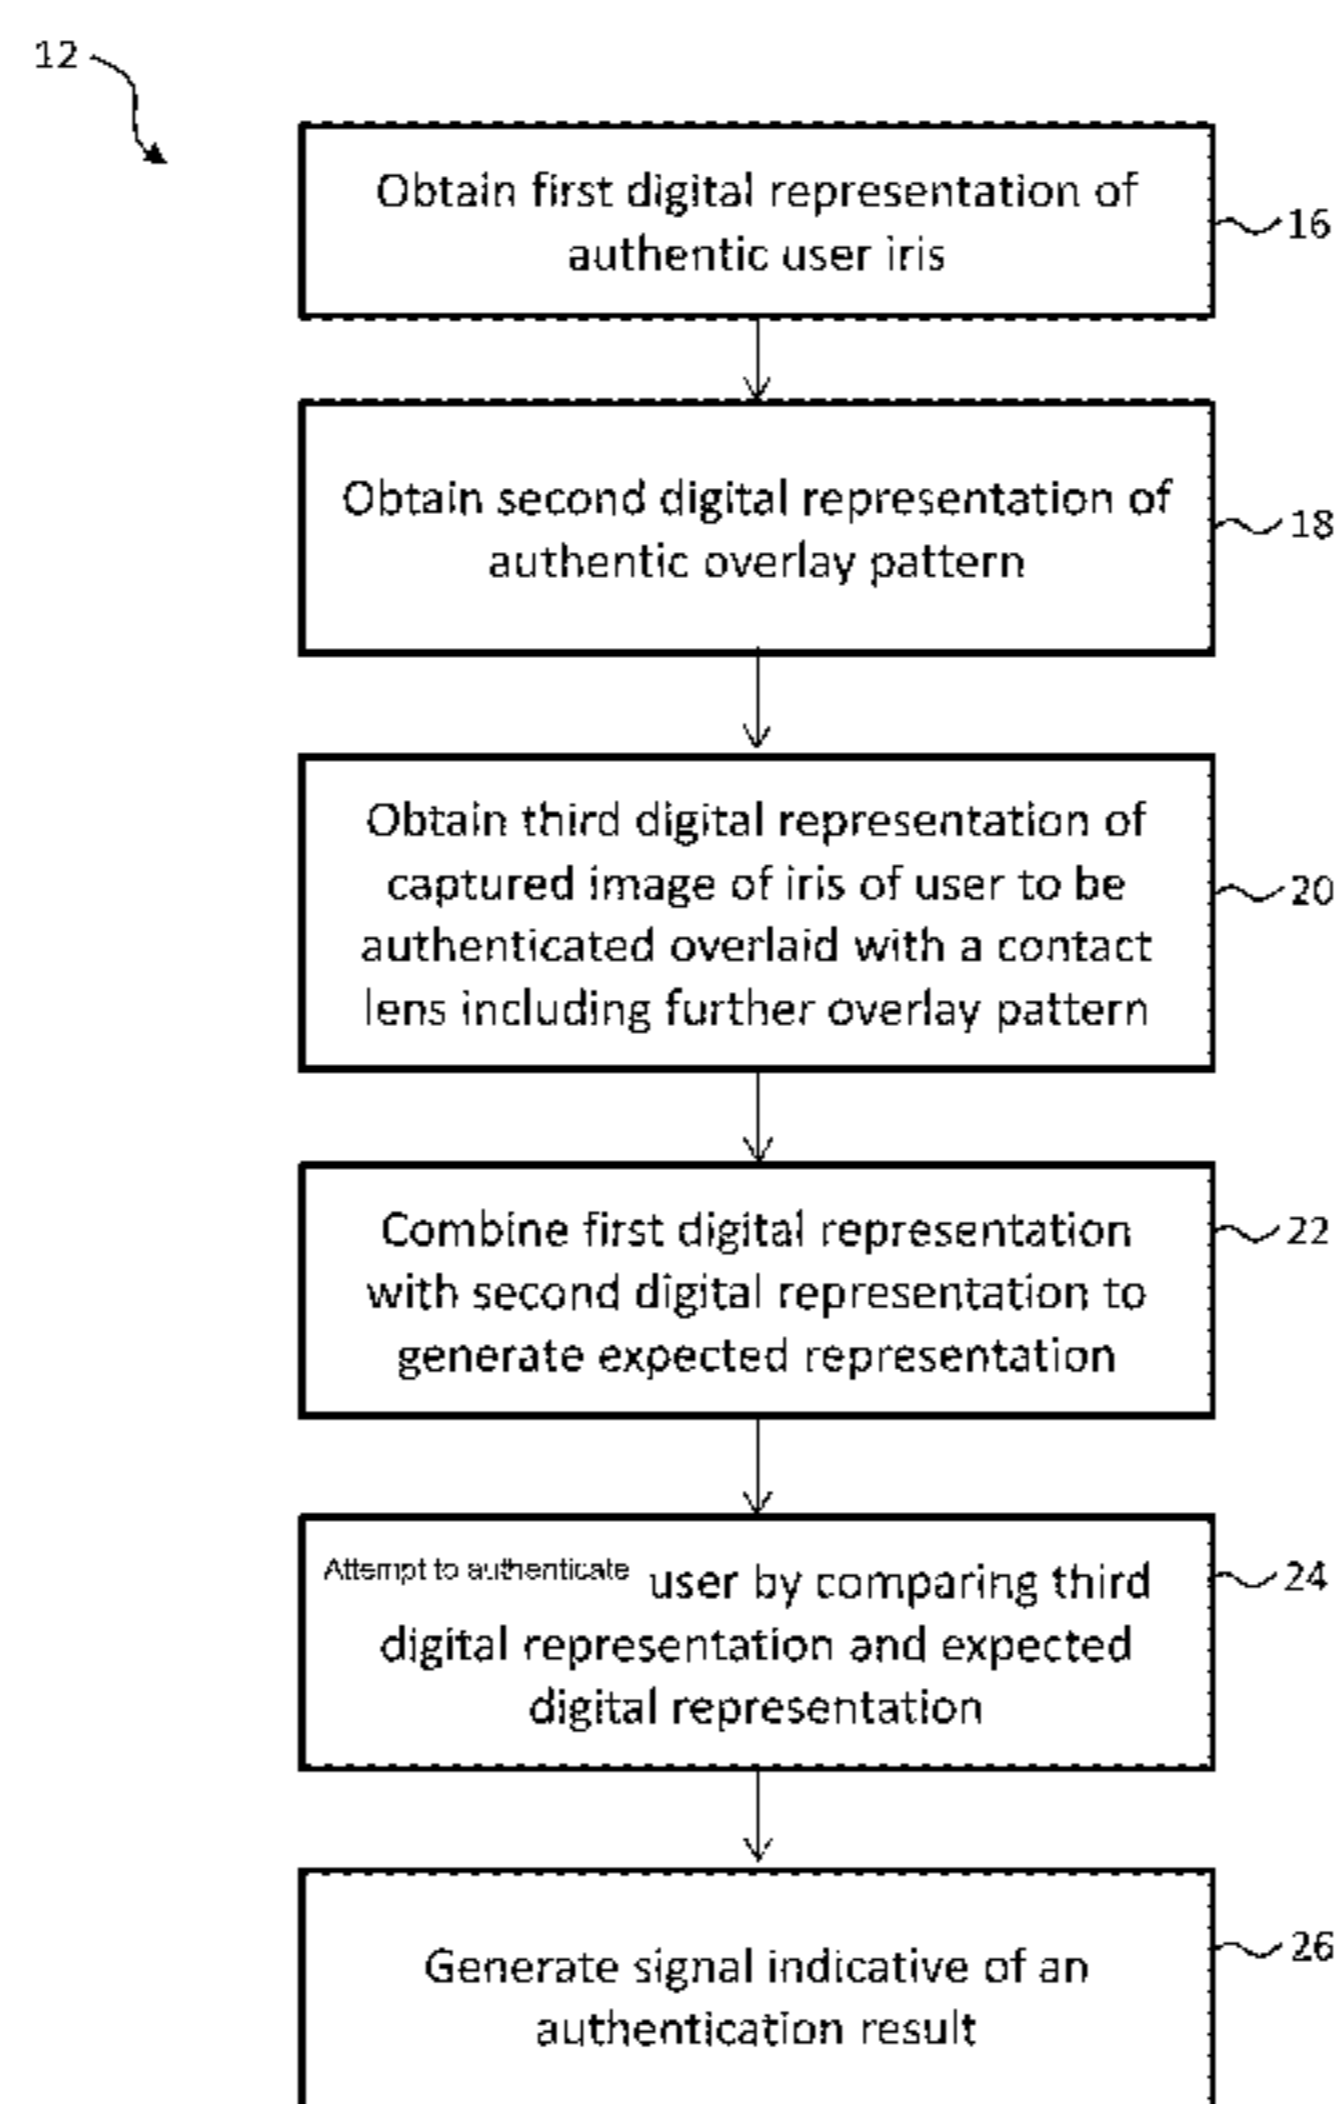 12
Obtain first digital representation of
authentic user iris
16
Obtain second digital representation of
authentic overlay pattern
18
Obtain third digital representation of
captured image of iris of user to be
authenticated overlaid with a contact
lens including further overlay pattern
20
Combine first digital representation
with second digital representation to
generate expected representation
22
Attempt to authenticate user by comparing third
digital representation and expected
digital representation
24
Generate signal indicative of an
authentication result
26